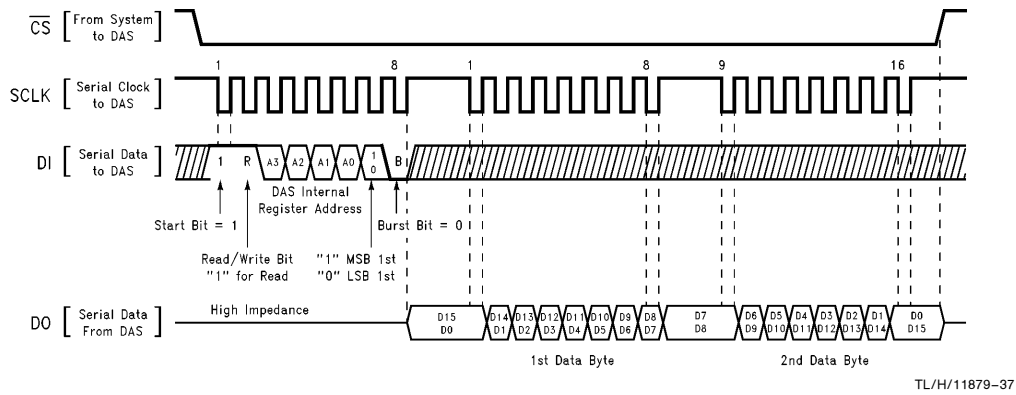 CS [ From System to DAS ]
1 8 1 8 9 16
SCLK [ Serial Clock to DAS ]
DI [ Serial Data to DAS ]
1 R A3 A2 A1 A0 1 0 B
DAS Internal
Register Address
Start Bit = 1
Burst Bit = 0
Read/Write Bit
"1" for Read
"1" MSB 1st
"0" LSB 1st
High Impedance
DO [ Serial Data From DAS ]
D15 D14 D13 D12 D11 D10 D9 D8 D7 D6 D5 D4 D3 D2 D1 D0
D0 D1 D2 D3 D4 D5 D6 D7 D8 D9 D10 D11 D12 D13 D14 D15
1st Data Byte
2nd Data Byte
TL/H/11879-37